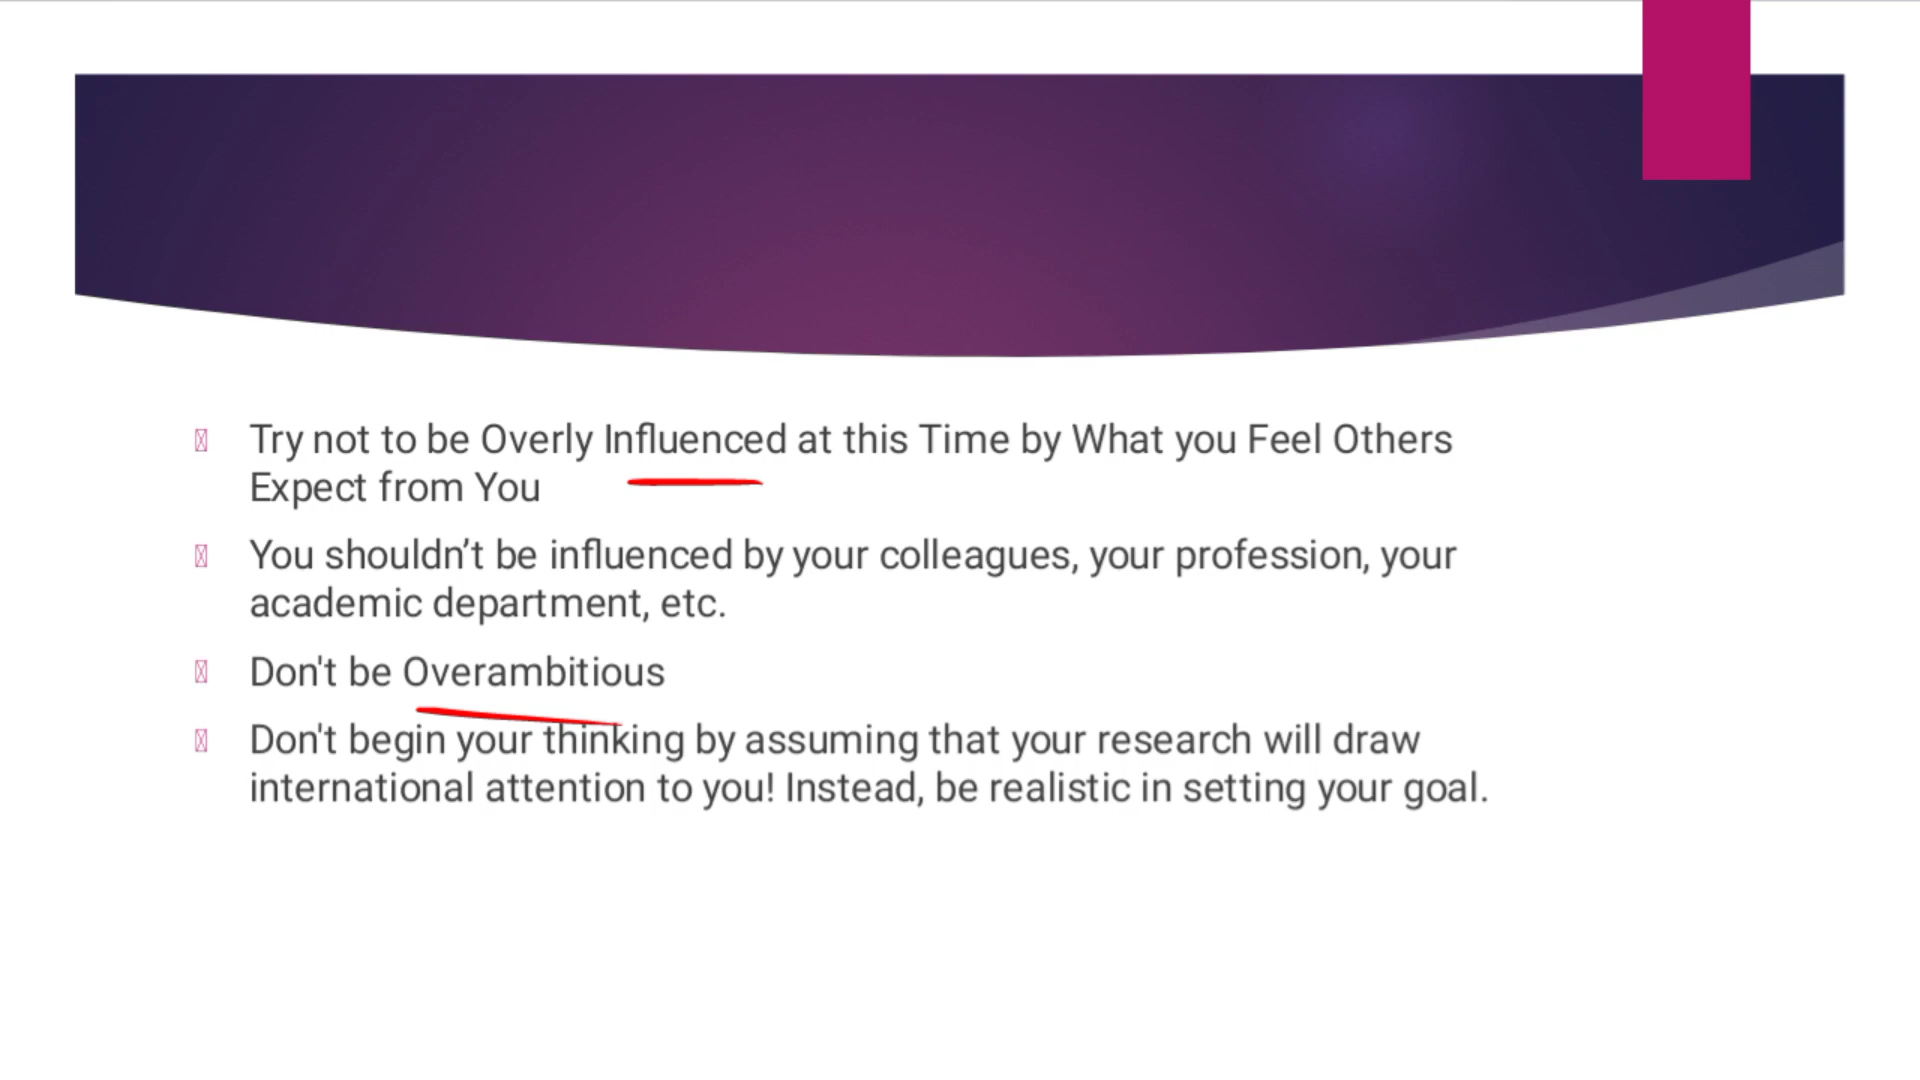 Try not to be Overly Influenced at this Time by What you Feel Others
Expect from You
You shouldn’t be influenced by your colleagues, your profession, your
academic department, etc.
Don't be Overambitious
Don't begin your thinking by assuming that your research will draw
international attention to you! Instead, be realistic in setting your goal.